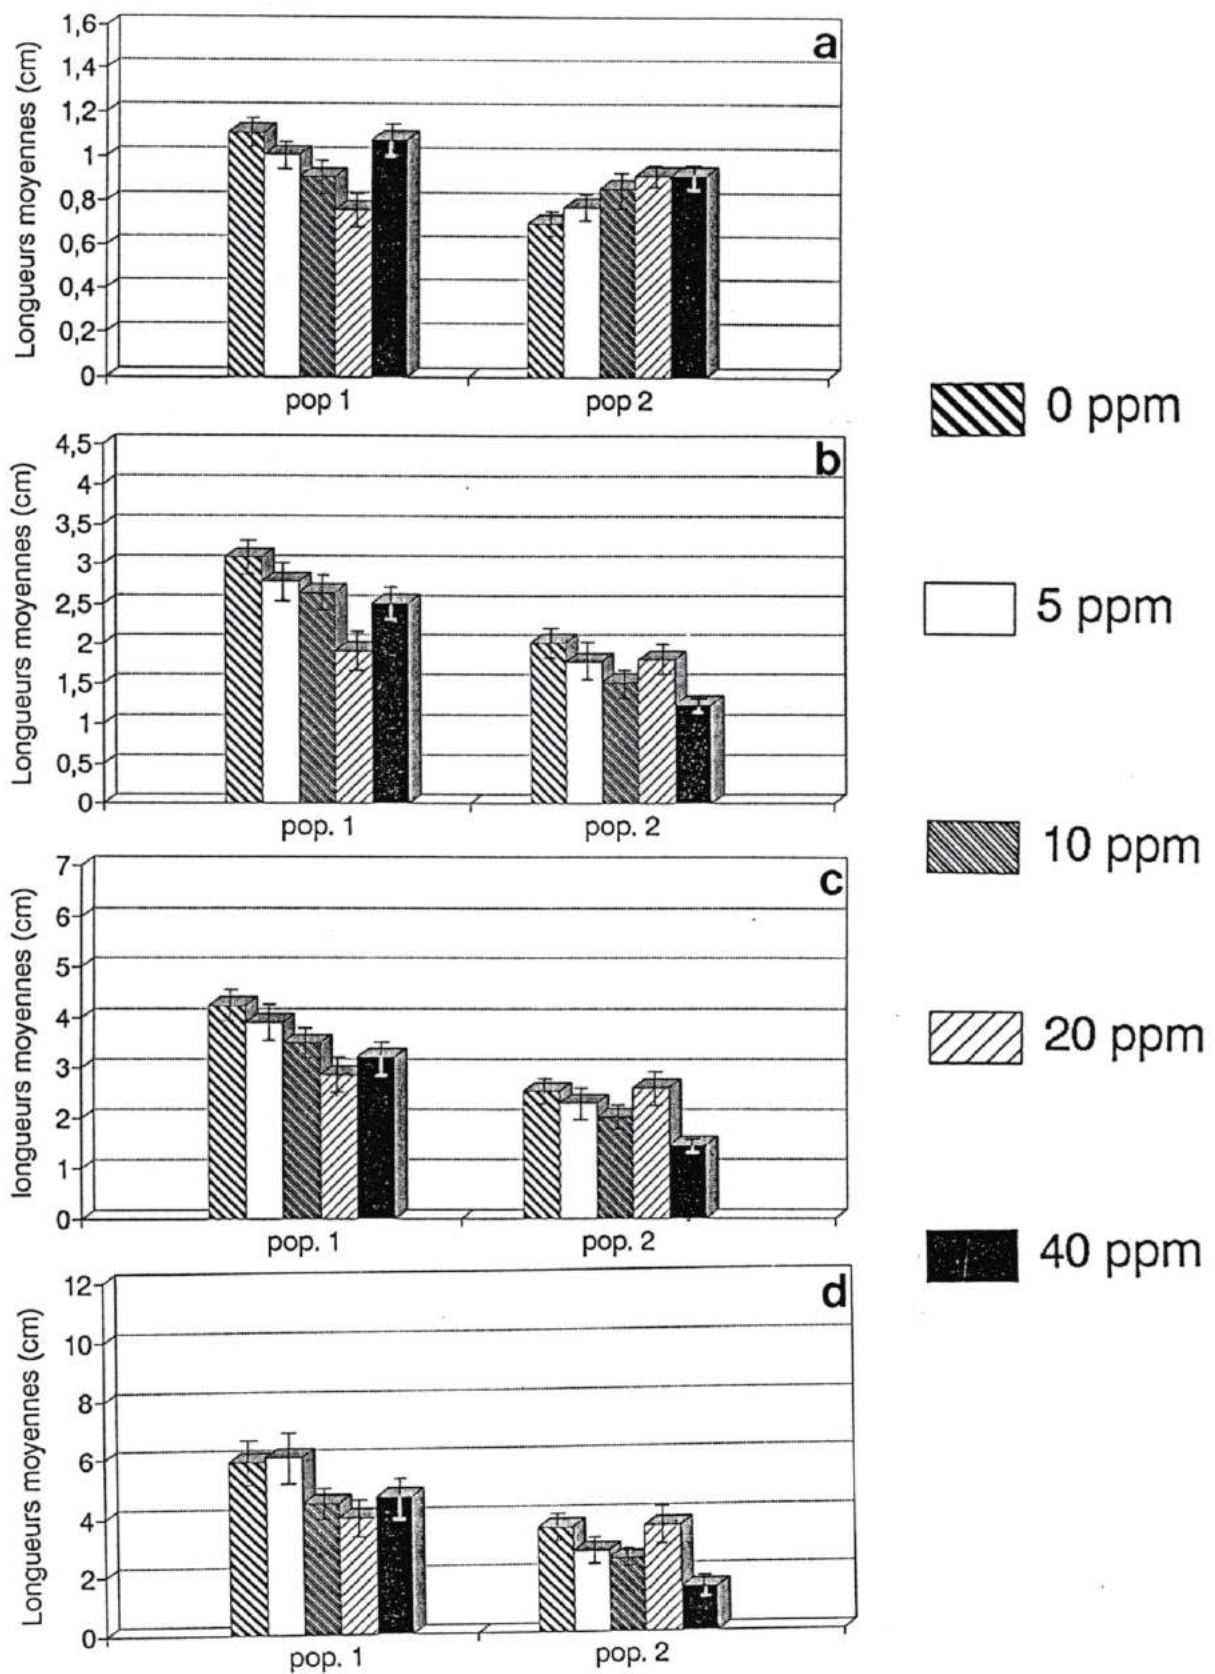 a
Longueurs moyennes (cm)
1,6
1,4
1,2
1
0,8
0,6
0,4
0,2
0
pop 1 pop 2
b
Longueurs moyennes (cm)
4,5
4
3,5
3
2,5
2
1,5
1
0,5
0
pop. 1 pop. 2
c
longueurs moyennes (cm)
7
6
5
4
3
2
1
0
pop. 1 pop. 2
d
Longueurs moyennes (cm)
12
10
8
6
4
2
0
pop. 1 pop. 2
0 ppm
5 ppm
10 ppm
20 ppm
40 ppm